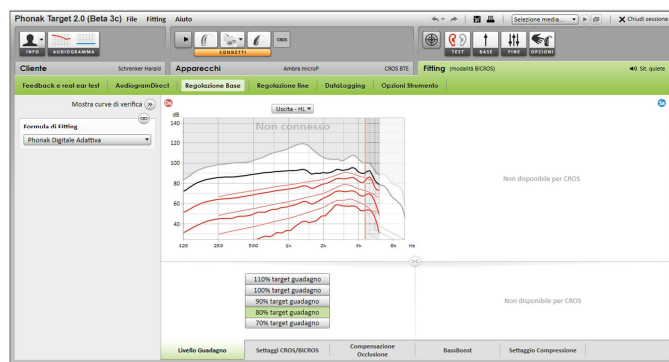 Phonak Target 2.0 (Beta 3c) File Fitting Aiuto
Selezione media... Chiudi sessione
CROS
INFO AUDIOGRAMMA CONNETTI TEST BASE FINE OPZIONI
Cliente Schrenker Harald Apparecchi Ambra microP CROS BTE Fitting (modalità BiCROS) Sit. quiete
Feedback e real ear test AudiogramDirect Regolazione Base Regolazione fine DataLogging Opzioni Strumento
Mostra curve di verifica
Formula di Fitting
Phonak Digitale Adattiva
Uscita - HL
dB
Non connesso
140
120
100
80
60
40
125 250 500 1k 2k 4k 8k Hz
Non disponibile per CROS
110% target guadagno
100% target guadagno
90% target guadagno
80% target guadagno
70% target guadagno
Non disponibile per CROS
Livello Guadagno Settaggi CROS/BiCROS Compensazione Occlusione BassBoost Settaggio Compressione